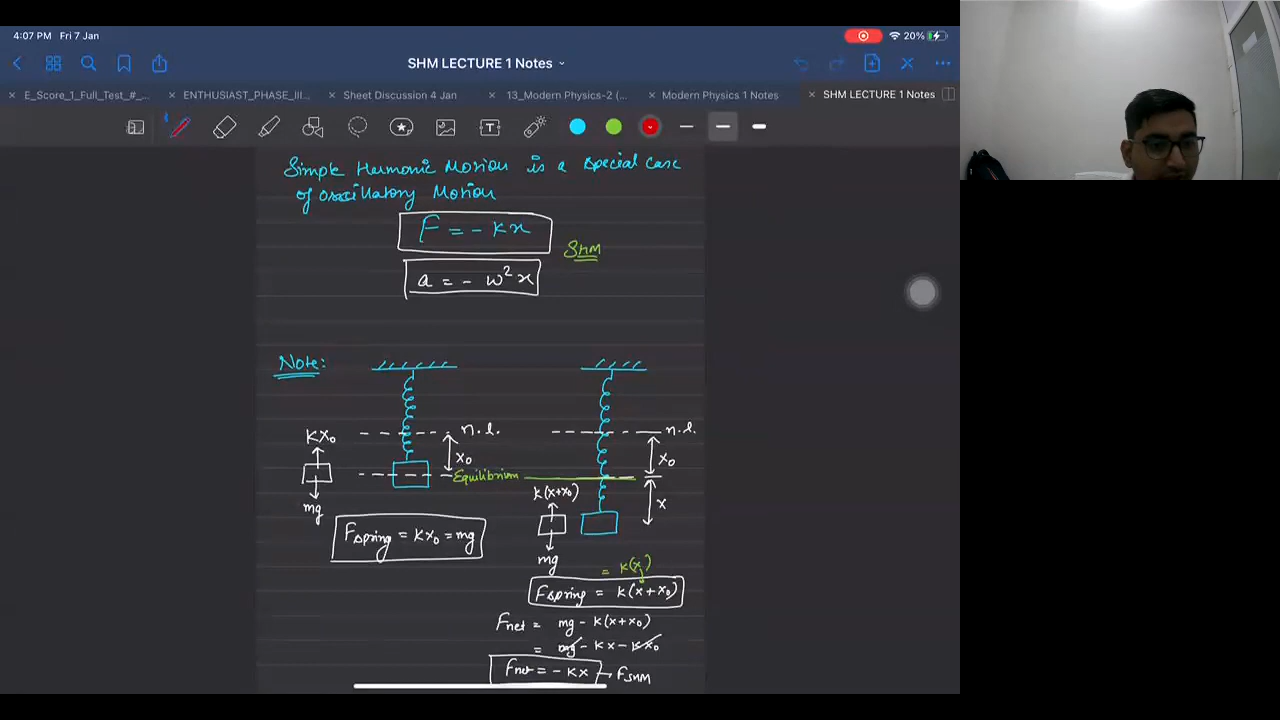 4:07 PM Fri 7 Jan
20%
SHM LECTURE 1 Notes
E_Score_1_Full_Test_#_...
ENTHUSIAST_PHASE_III...
Sheet Discussion 4 Jan
13_Modern Physics-2 (...
Modern Physics 1 Notes
SHM LECTURE 1 Notes
Simple Harmonic Motion is a special case
of oscillatory Motion
F = - Kx
SHM
a = - ω² x
Note:
n.l.
n.l.
Kx₀
x₀
x₀
Equilibrium
mg
K(x+x₀)
x
Fspring = Kx₀ = mg
mg
= K(x)
Fspring = K(x+x₀)
Fnet = mg - K(x+x₀)
= mg - Kx - Kx₀
Fnet = - Kx → FSHM